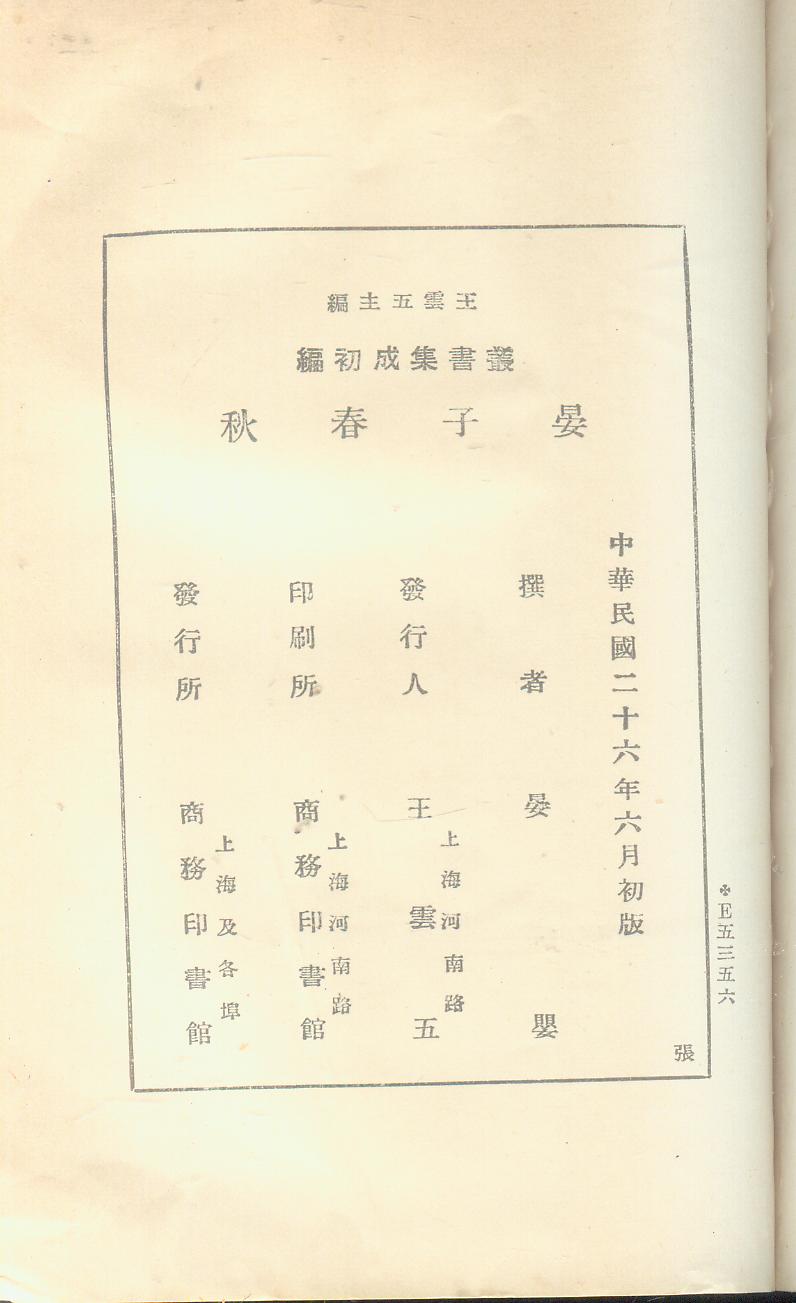 王雲五主編
叢書集成初編
晏子春秋
中華民國二十六年六月初版
撰者 晏嬰
發行人 王雲五
上海河南路
印刷所 商務印書館
上海河南路
發行所 商務印書館
上海及各埠
✠E五三五六
張